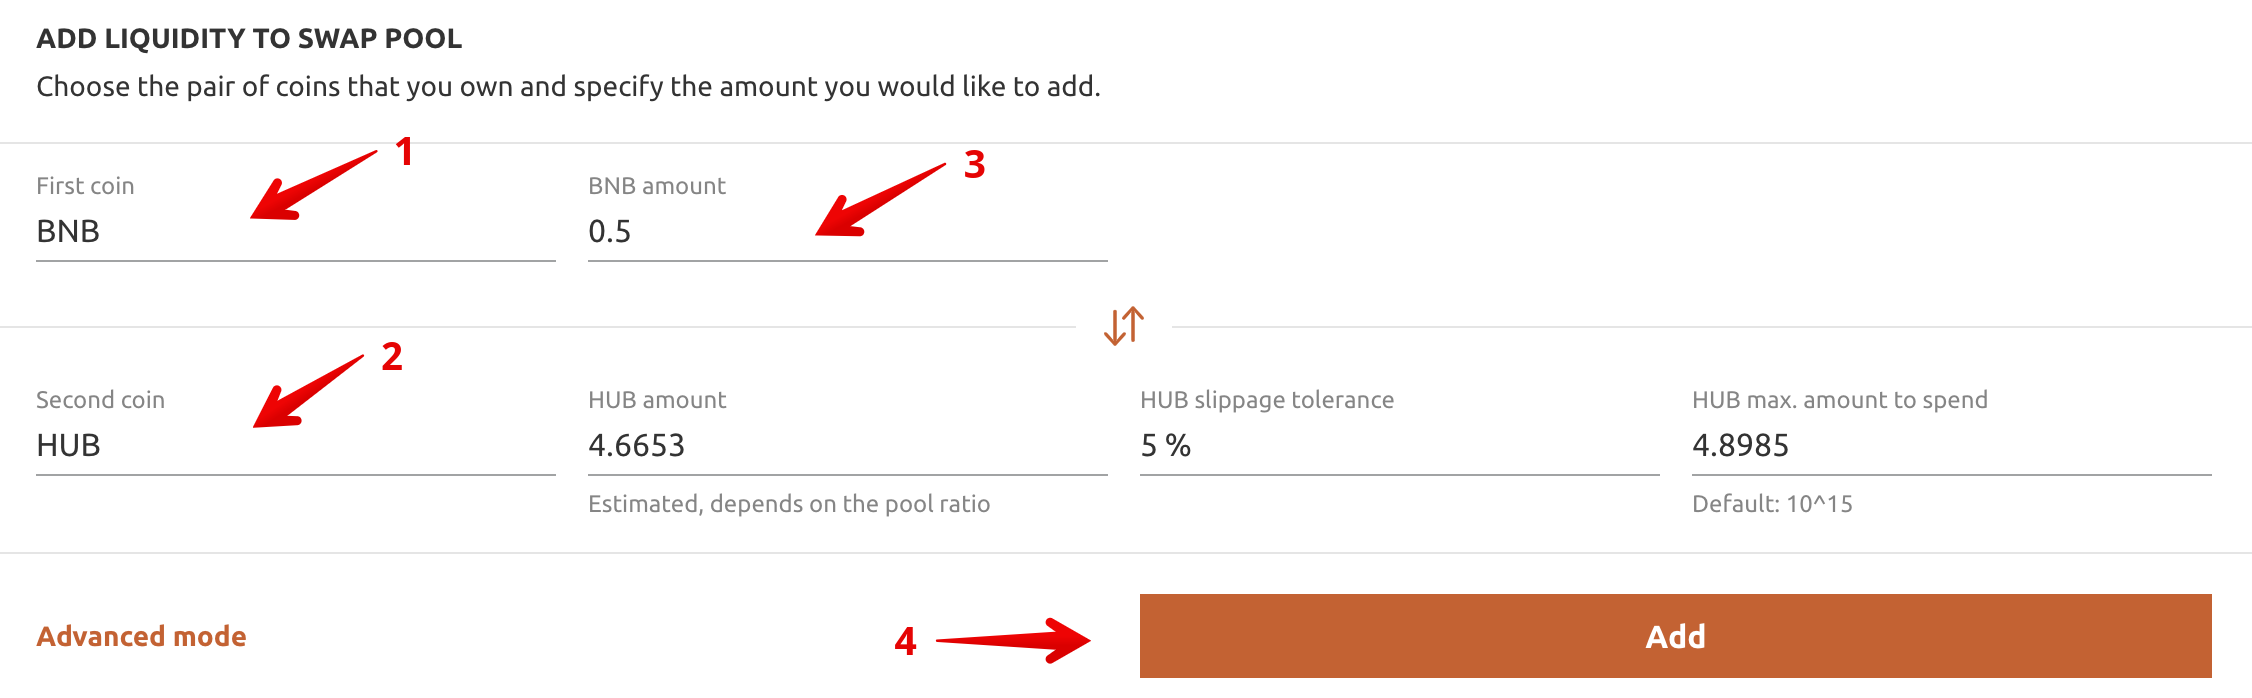 ADD LIQUIDITY TO SWAP POOL
Choose the pair of coins that you own and specify the amount you would like to add.
1
3
First coin
BNB amount
BNB
0.5
2
Second coin
HUB amount
HUB slippage tolerance
HUB max. amount to spend
HUB
4.6653
5 %
4.8985
Estimated, depends on the pool ratio
Default: 10^15
Advanced mode
4
Add